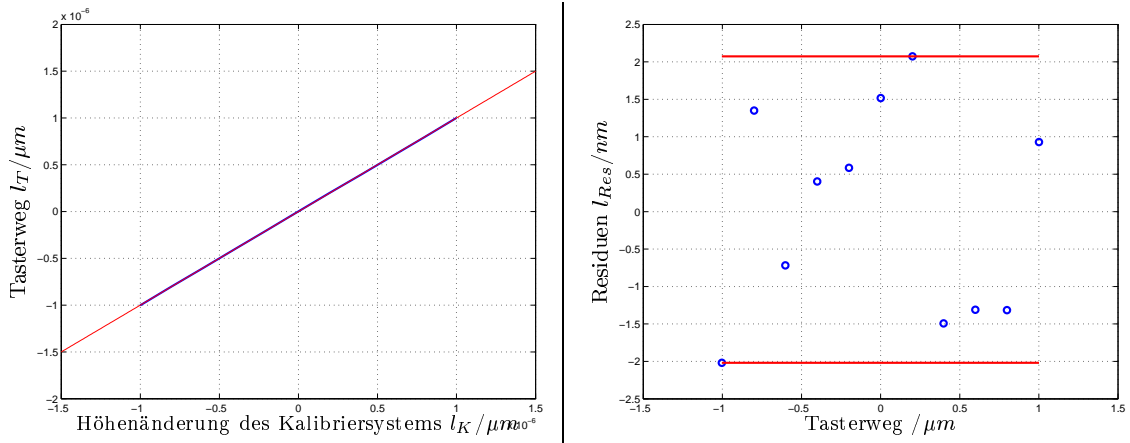 x 10⁻⁶
2
1.5
1
0.5
0
−0.5
−1
−1.5
−2
−1.5 −1 −0.5 0 0.5 1 1.5
Tasterweg l_T/μm
Höhenänderung des Kalibriersystems l_K/μm
2.5
2
1.5
1
0.5
0
−0.5
−1
−1.5
−2
−2.5
−1.5 −1 −0.5 0 0.5 1 1.5
Residuen l_Res/nm
Tasterweg /μm